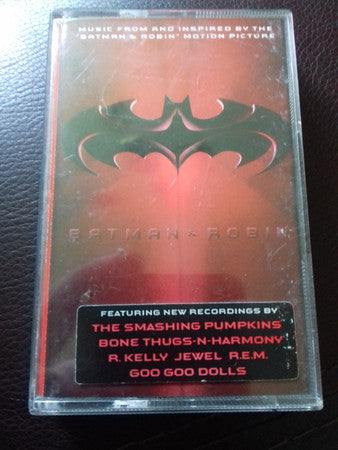 MUSIC FROM AND INSPIRED BY THE
"BATMAN & ROBIN" MOTION PICTURE
BATMAN & ROBIN
FEATURING NEW RECORDINGS BY
THE SMASHING PUMPKINS
BONE THUGS-N-HARMONY
R. KELLY JEWEL R.E.M.
GOO GOO DOLLS